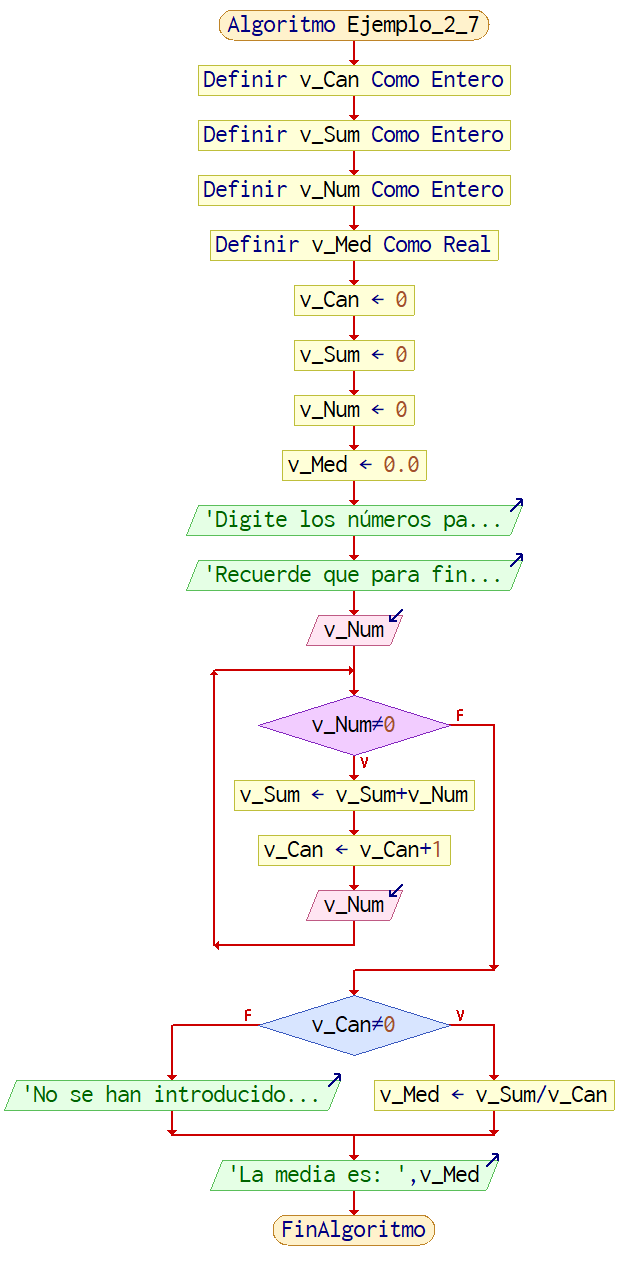 Algoritmo Ejemplo_2_7
Definir v_Can Como Entero
Definir v_Sum Como Entero
Definir v_Num Como Entero
Definir v_Med Como Real
v_Can ← 0
v_Sum ← 0
v_Num ← 0
v_Med ← 0.0
'Digite los números pa...
'Recuerde que para fin...
v_Num
v_Num≠0
F
V
v_Sum ← v_Sum+v_Num
v_Can ← v_Can+1
v_Num
F
v_Can≠0
V
'No se han introducido...
v_Med ← v_Sum/v_Can
'La media es: ',v_Med
FinAlgoritmo